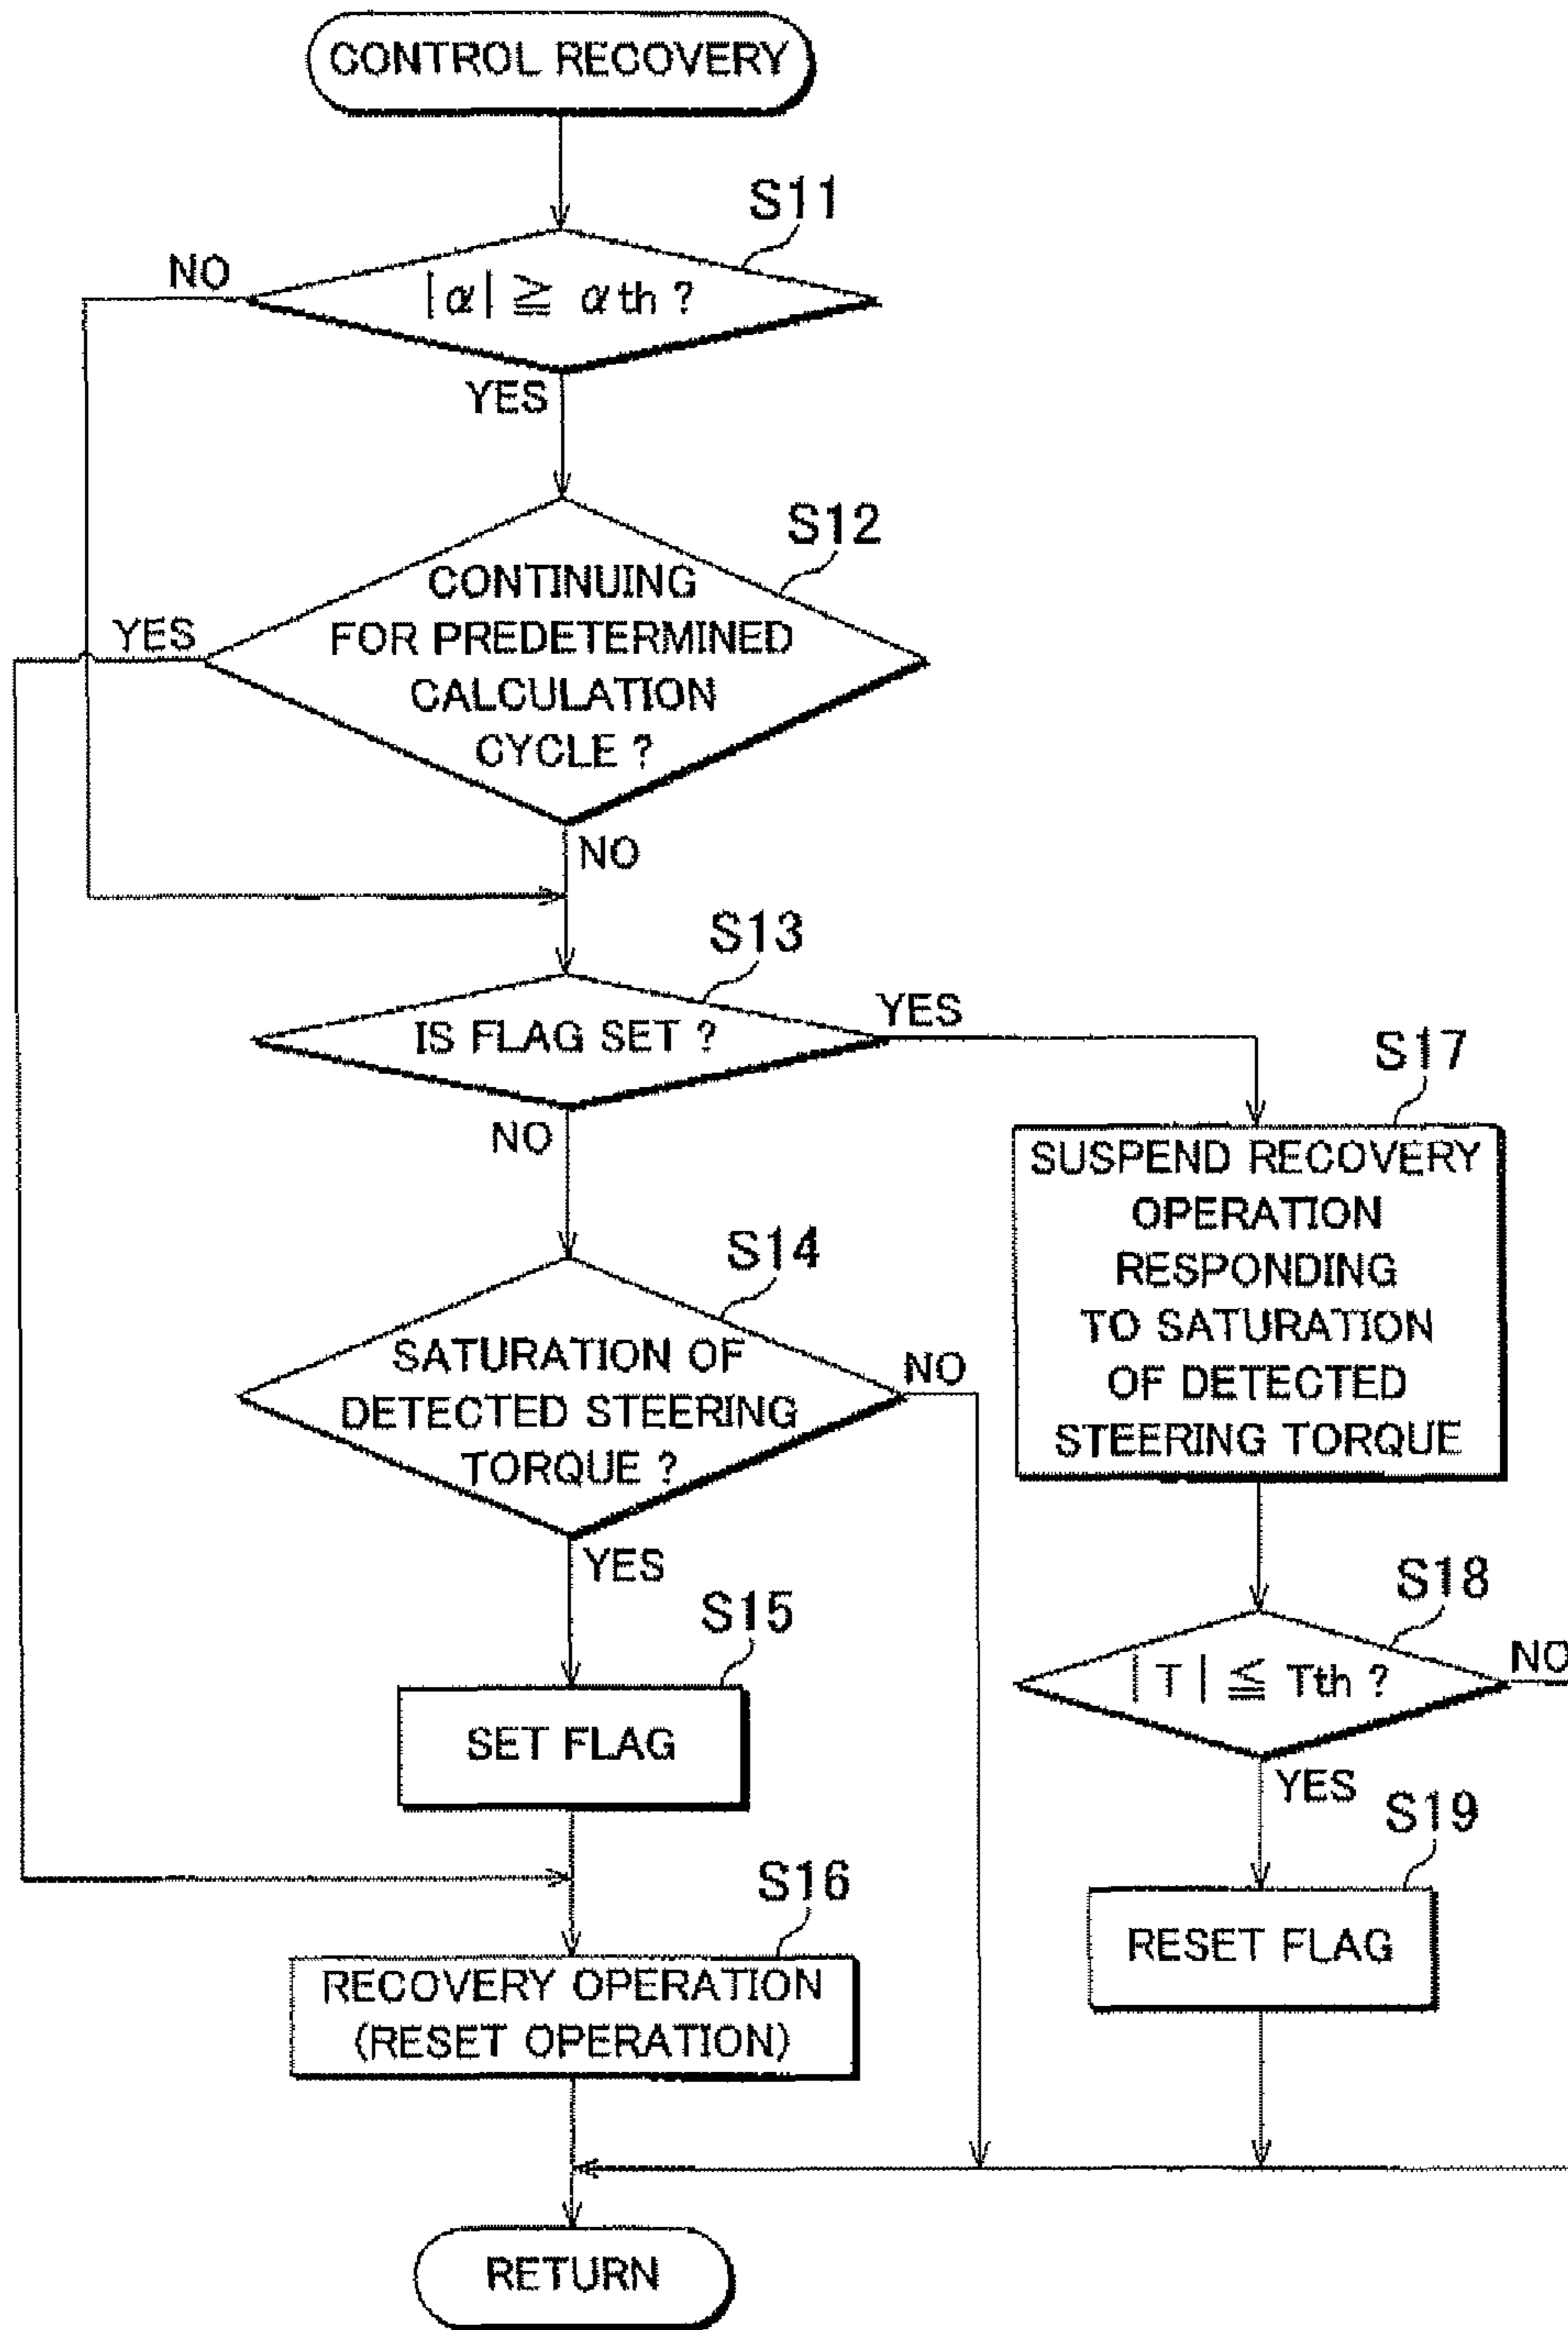 CONTROL RECOVERY
S11
NO
|α| ≧ αth ?
YES
S12
CONTINUING
FOR PREDETERMINED
CALCULATION
CYCLE ?
YES
NO
S13
IS FLAG SET ?
YES
NO
S17
SUSPEND RECOVERY
OPERATION
RESPONDING
TO SATURATION
OF DETECTED
STEERING TORQUE
S14
SATURATION OF
DETECTED STEERING
TORQUE ?
NO
YES
S18
|T| ≦ Tth ?
NO
YES
S15
SET FLAG
S19
RESET FLAG
S16
RECOVERY OPERATION
(RESET OPERATION)
RETURN